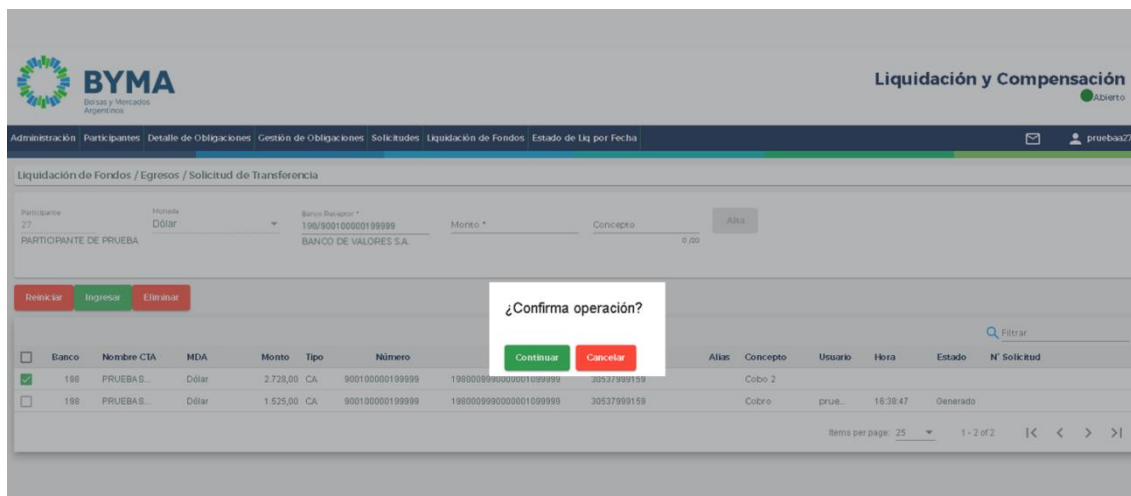 BYMA
Bolsas y Mercados
Argentinos
Liquidación y Compensación
Abierto
Administración Participantes Detalle de Obligaciones Gestión de Obligaciones Solicitudes Liquidación de Fondos Estado de Liq por Fecha pruebaa27
Liquidación de Fondos / Egresos / Solicitud de Transferencia
Participante Moneda Banco Receptor *
27 Dólar 198/900100000199999 Monto * Concepto Alta
PARTICIPANTE DE PRUEBA BANCO DE VALORES S.A. 0 /20
Reiniciar Ingresar Eliminar
¿Confirma operación?
Continuar Cancelar
Filtrar
Banco Nombre CTA MDA Monto Tipo Número Alias Concepto Usuario Hora Estado N° Solicitud
198 PRUEBAS... Dólar 2.728,00 CA 900100000199999 1980009990000001099999 30537999159 Cobo 2
198 PRUEBAS... Dólar 1.525,00 CA 900100000199999 1980009990000001099999 30537999159 Cobro prue... 16:38:47 Generado
Items per page: 25 1 - 2 of 2